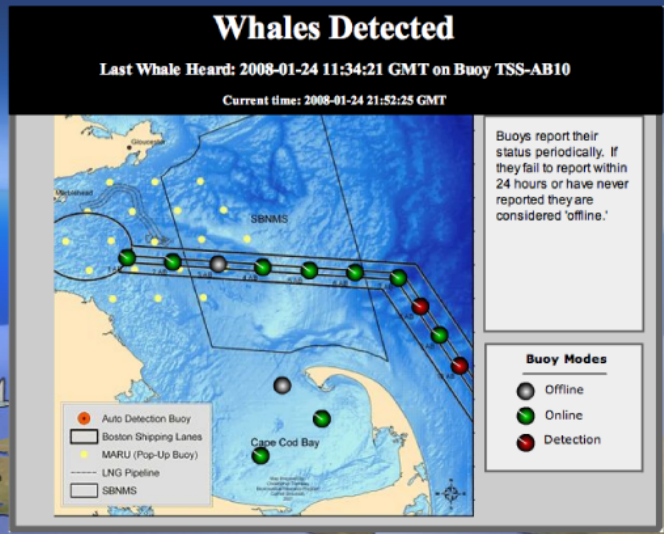 Whales Detected
Last Whale Heard: 2008-01-24 11:34:21 GMT on Buoy TSS-AB10
Current time: 2008-01-24 21:52:25 GMT
Buoys report their
status periodically. If
they fail to report within
24 hours or have never
reported they are
considered 'offline.'
Gloucester
Marblehead
SBNMS
Cape Cod Bay
Auto Detection Buoy
Boston Shipping Lanes
MARU (Pop-Up Buoy)
LNG Pipeline
SBNMS
Buoy Modes
Offline
Online
Detection